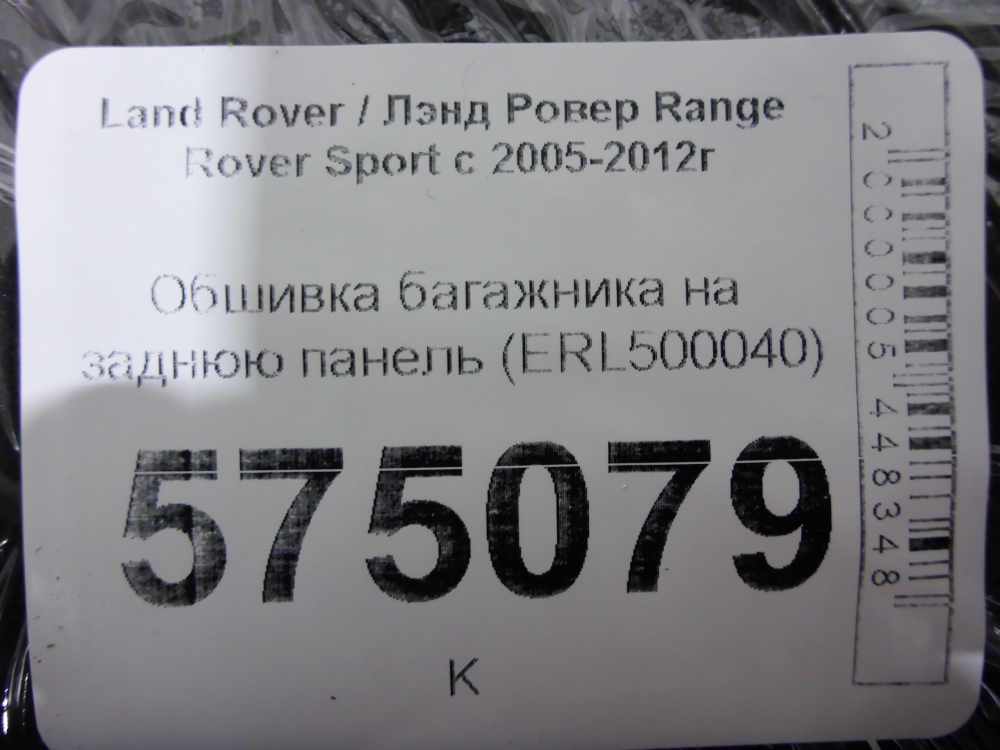 Land Rover / Лэнд Ровер Range
Rover Sport с 2005-2012г
Обшивка багажника на
заднюю панель (ERL500040)
575079
К
2000005448348